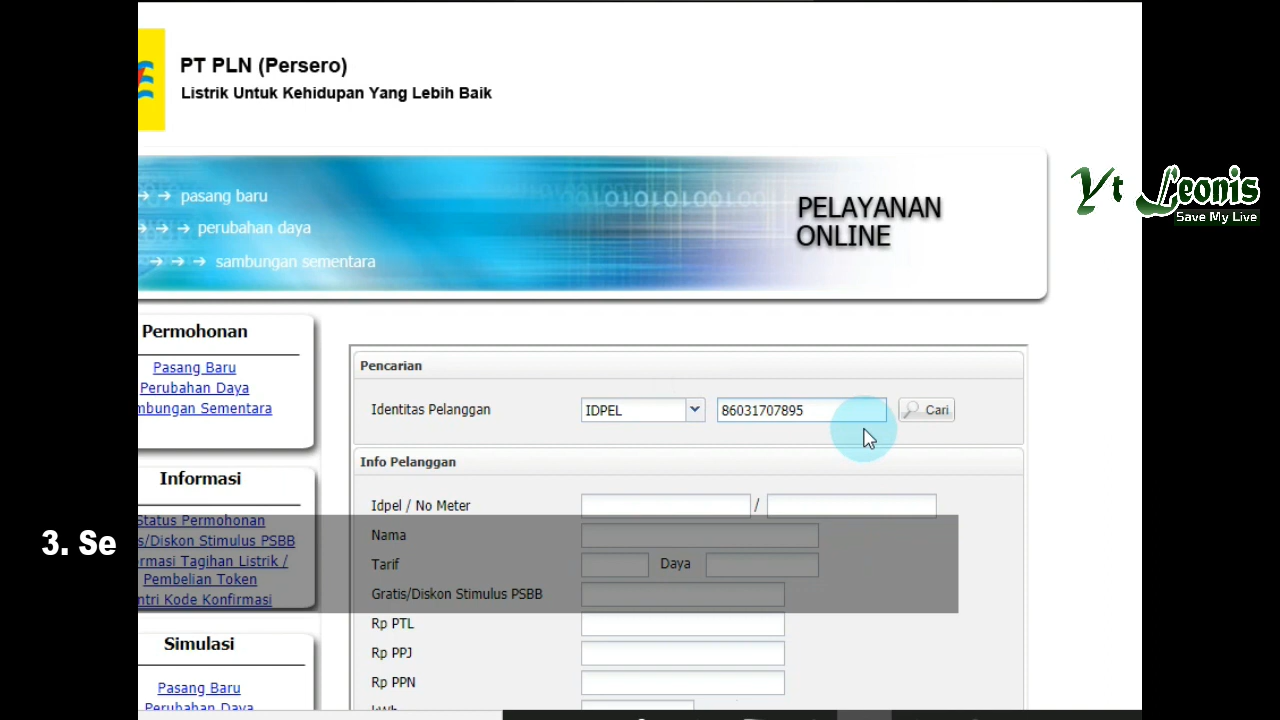 PT PLN (Persero)
Listrik Untuk Kehidupan Yang Lebih Baik
pasang baru
perubahan daya
sambungan sementara
PELAYANAN
ONLINE
Yt Leonis
Save My Live
Permohonan
Pasang Baru
Perubahan Daya
mbungan Sementara
Informasi
Status Permohonan
s/Diskon Stimulus PSBB
rmasi Tagihan Listrik /
Pembelian Token
ntri Kode Konfirmasi
Simulasi
Pasang Baru
Perubahan Daya
Pencarian
Identitas Pelanggan IDPEL 86031707895 Cari
Info Pelanggan
Idpel / No Meter /
Nama
Tarif Daya
Gratis/Diskon Stimulus PSBB
Rp PTL
Rp PPJ
Rp PPN
kWh
3. Se